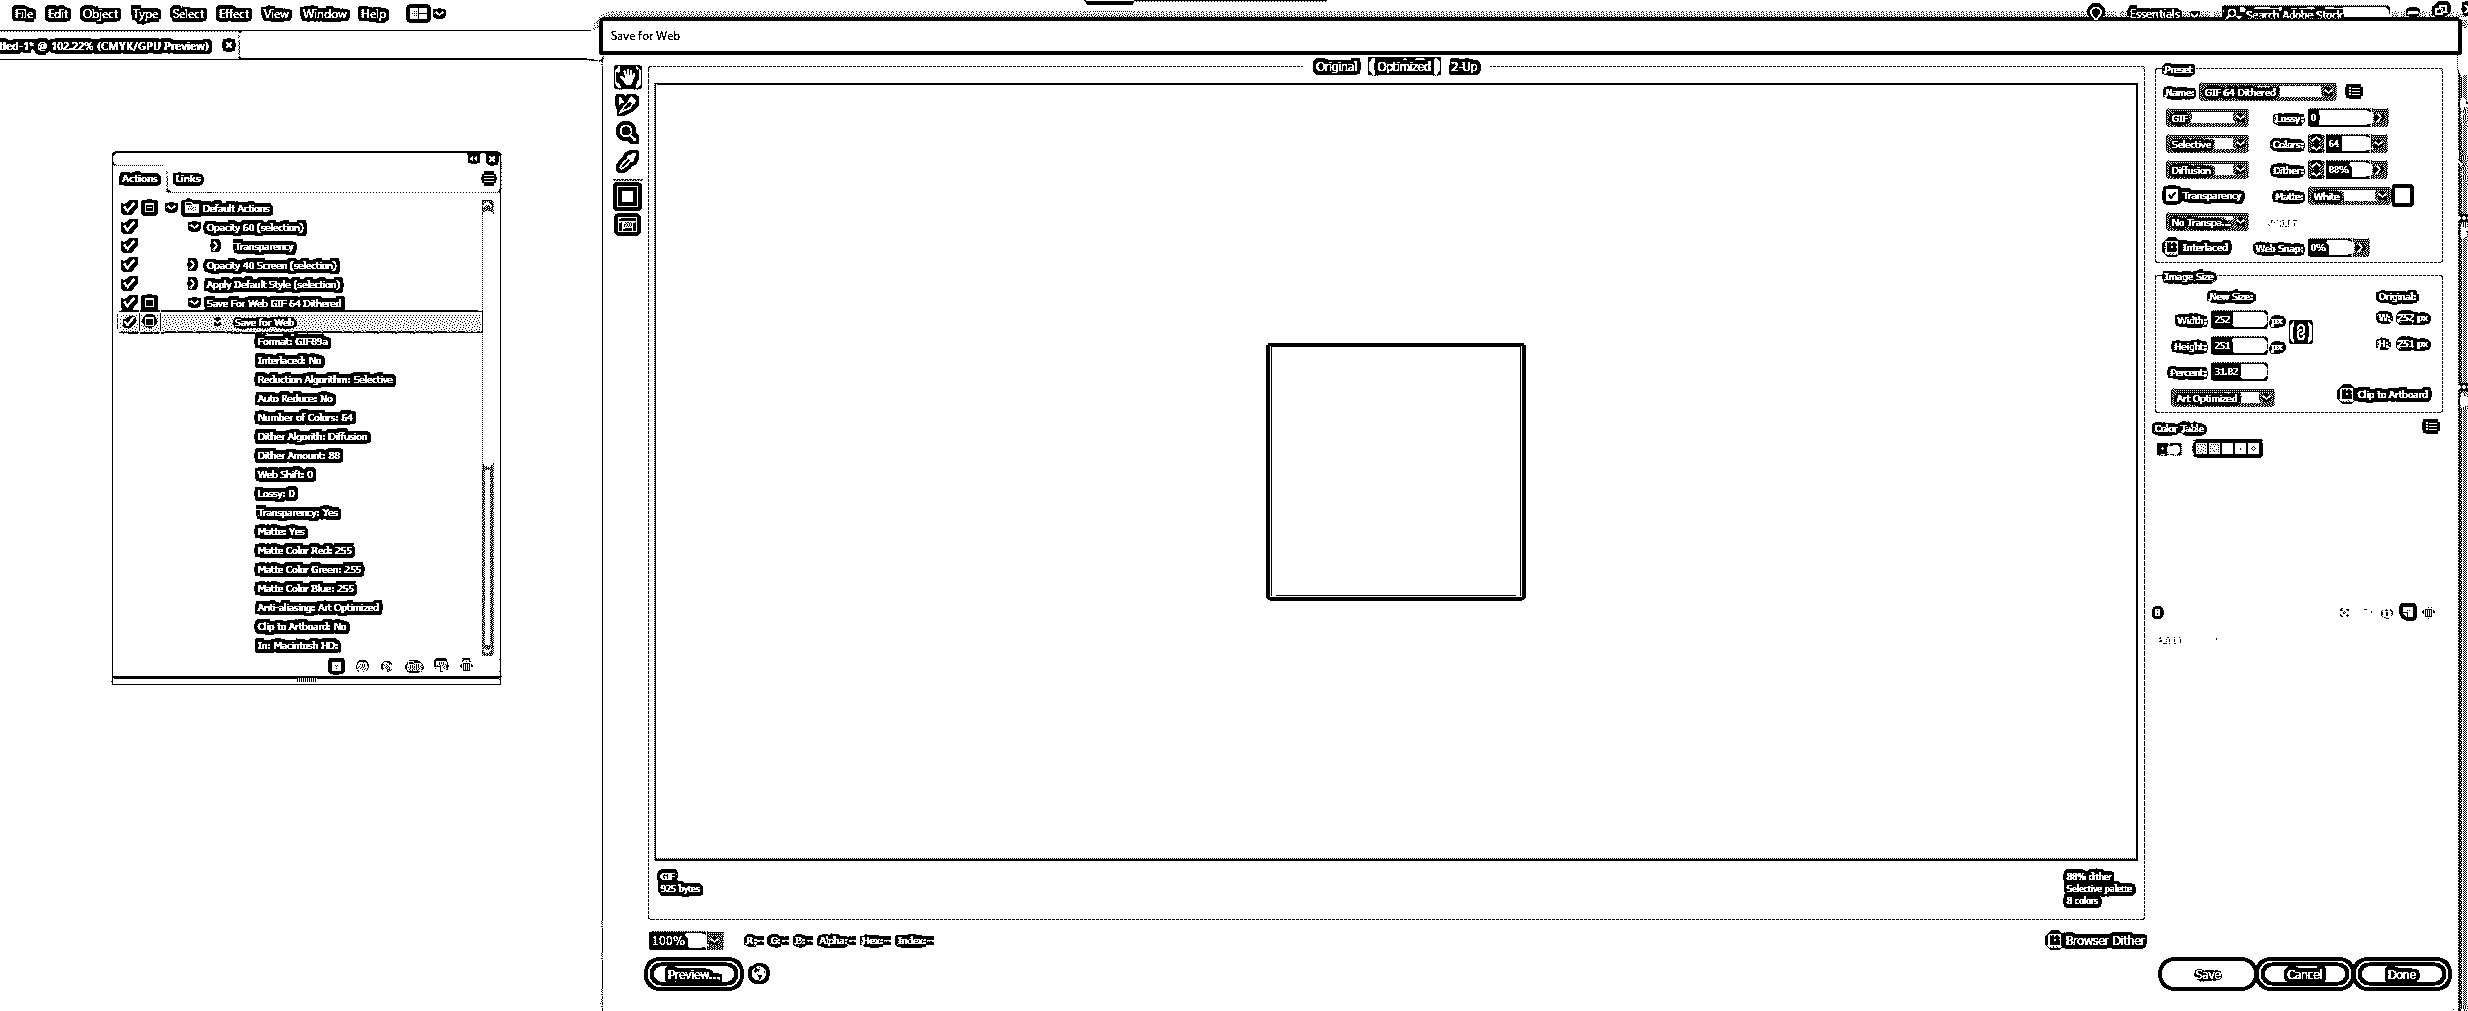 File Edit Object Type Select Effect View Window Help
Essentials
Search Adobe Stock
tled-1* @ 102.22% (CMYK/GPU Preview)
Save for Web
Original Optimized 2-Up
Actions Links
Default Actions
Opacity 60 (selection)
Transparency
Opacity 40 Screen (selection)
Apply Default Style (selection)
Save For Web GIF 64 Dithered
Save for Web
Format: GIF89a
Interlaced: No
Reduction Algorithm: Selective
Auto Reduce: No
Number of Colors: 64
Dither Algorith: Diffusion
Dither Amount: 88
Web Shift: 0
Lossy: 0
Transparency: Yes
Matte: Yes
Matte Color Red: 255
Matte Color Green: 255
Matte Color Blue: 255
Anti-aliasing: Art Optimized
Clip to Artboard: No
In: Macintosh HD:
Preset
Name: GIF 64 Dithered
GIF Lossy: 0
Selective Colors: 64
Diffusion Dither: 88%
Transparency Matte: White
No Transpa...
Interlaced Web Snap: 0%
Image Size
New Size: Original:
Width: 252 px W: 252 px
Height: 251 px H: 251 px
Percent: 31.82
Art Optimized Clip to Artboard
Color Table
8
GIF
925 bytes
88% dither
Selective palette
8 colors
100% R:-- G:-- B:-- Alpha:-- Hex:-- Index:--
Browser Dither
Preview... Save Cancel Done